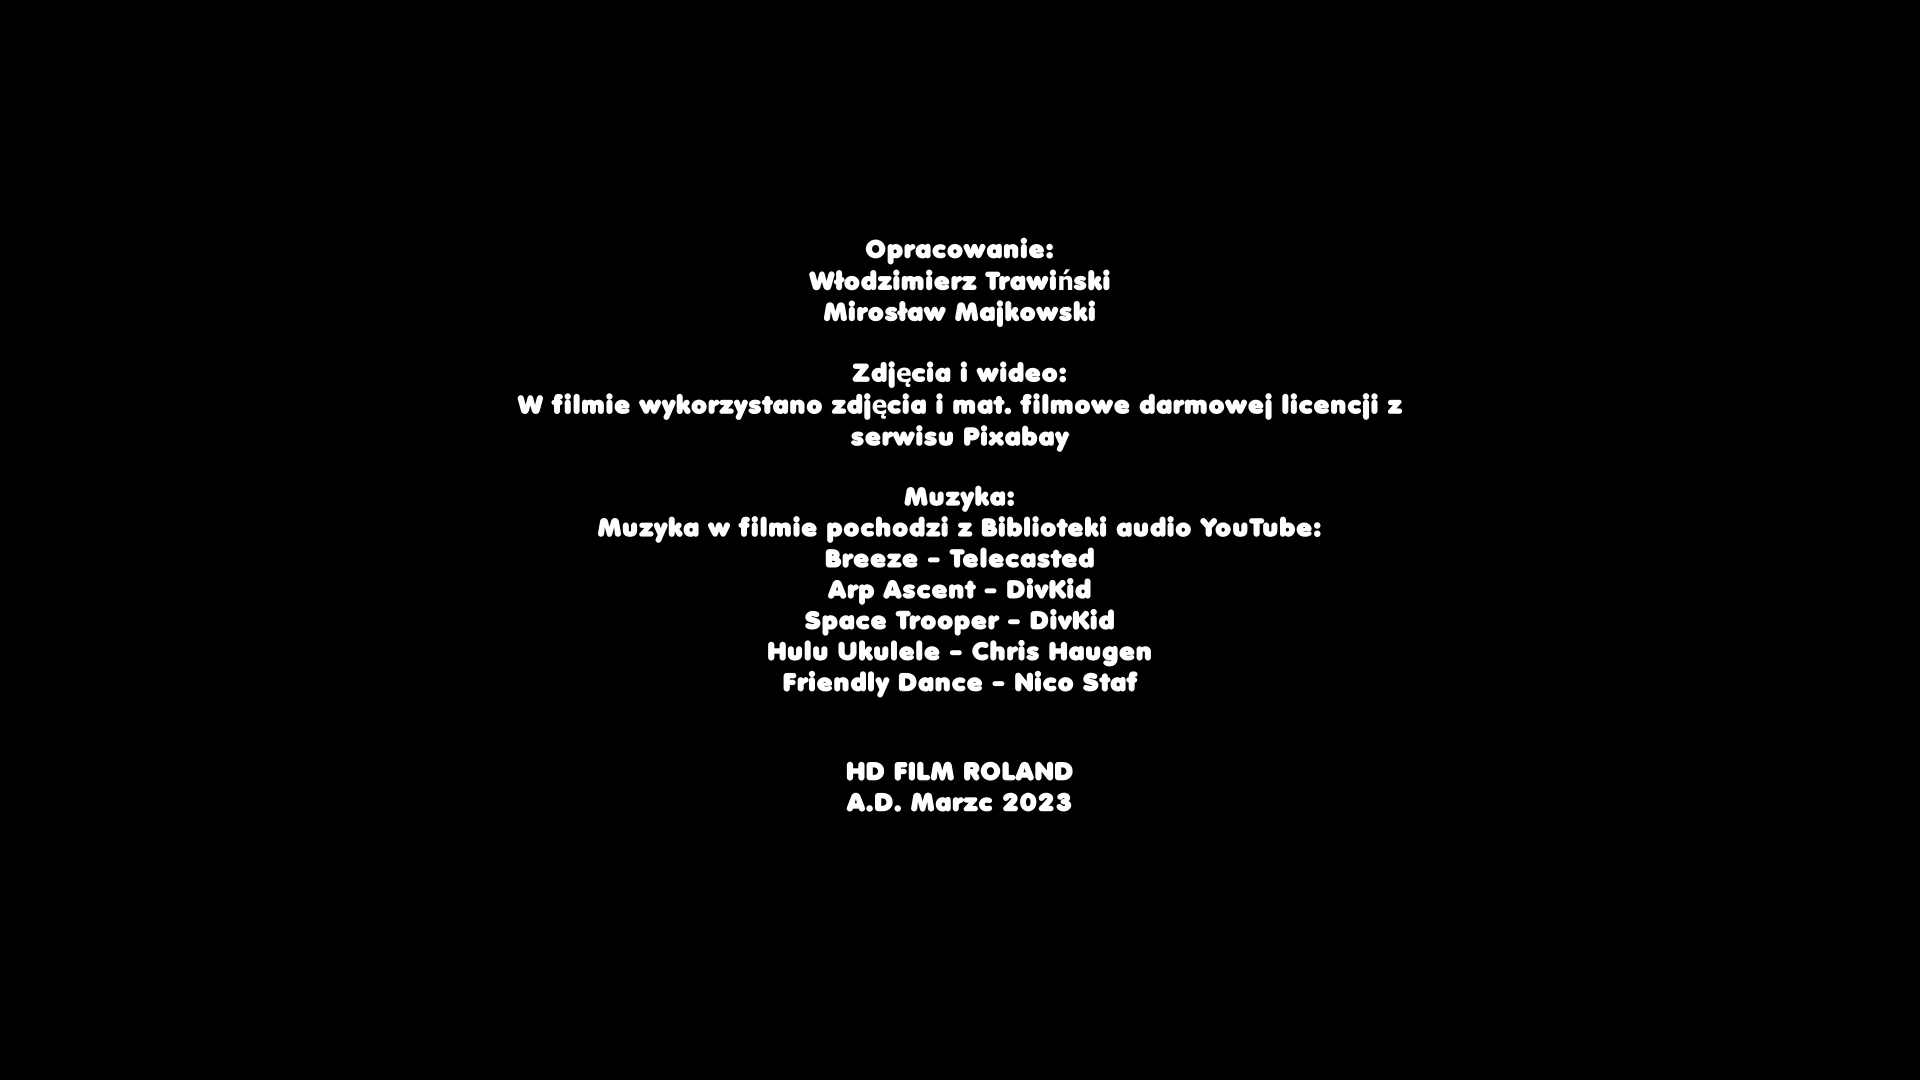 Opracowanie:
Włodzimierz Trawiński
Mirosław Majkowski
Zdjęcia i wideo:
W filmie wykorzystano zdjęcia i mat. filmowe darmowej licencji z
serwisu Pixabay
Muzyka:
Muzyka w filmie pochodzi z Biblioteki audio YouTube:
Breeze - Telecasted
Arp Ascent - DivKid
Space Trooper - DivKid
Hulu Ukulele - Chris Haugen
Friendly Dance - Nico Staf
HD FILM ROLAND
A.D. Marzc 2023